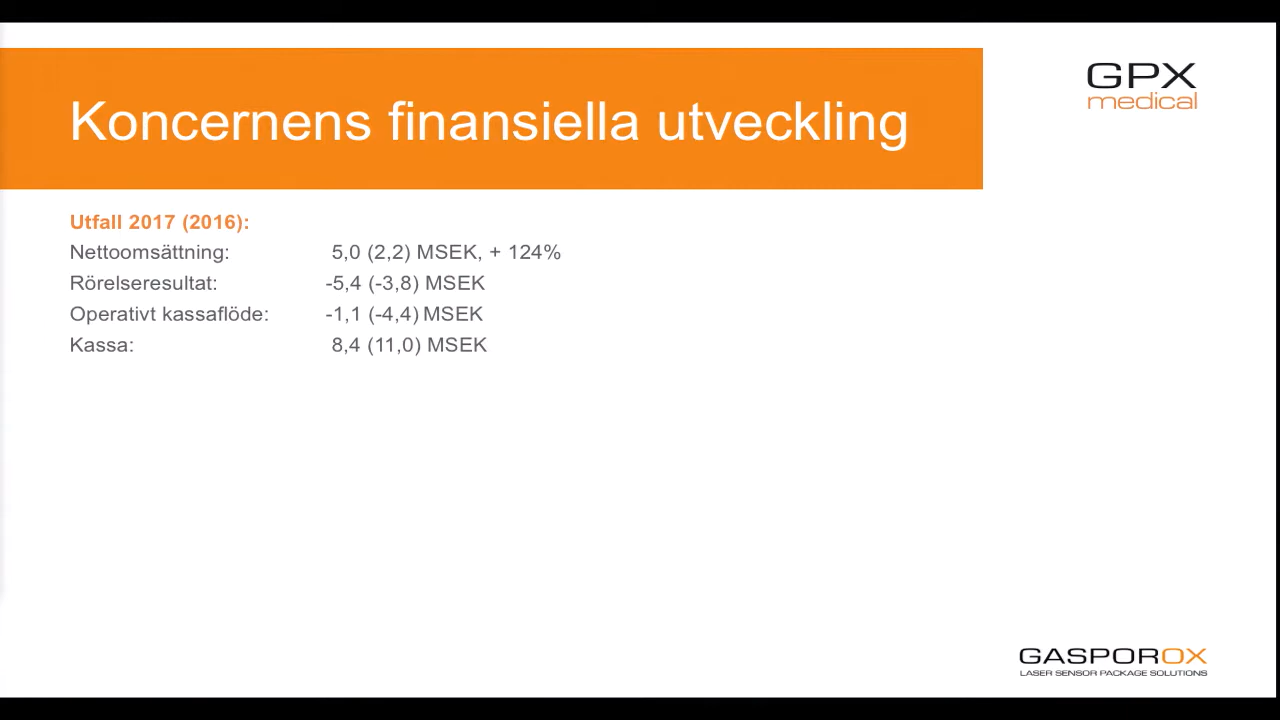 Koncernens finansiella utveckling
GPX
medical
Utfall 2017 (2016):
Nettoomsättning: 5,0 (2,2) MSEK, + 124%
Rörelseresultat: -5,4 (-3,8) MSEK
Operativt kassaflöde: -1,1 (-4,4) MSEK
Kassa: 8,4 (11,0) MSEK
GASPOROX
LASER SENSOR PACKAGE SOLUTIONS